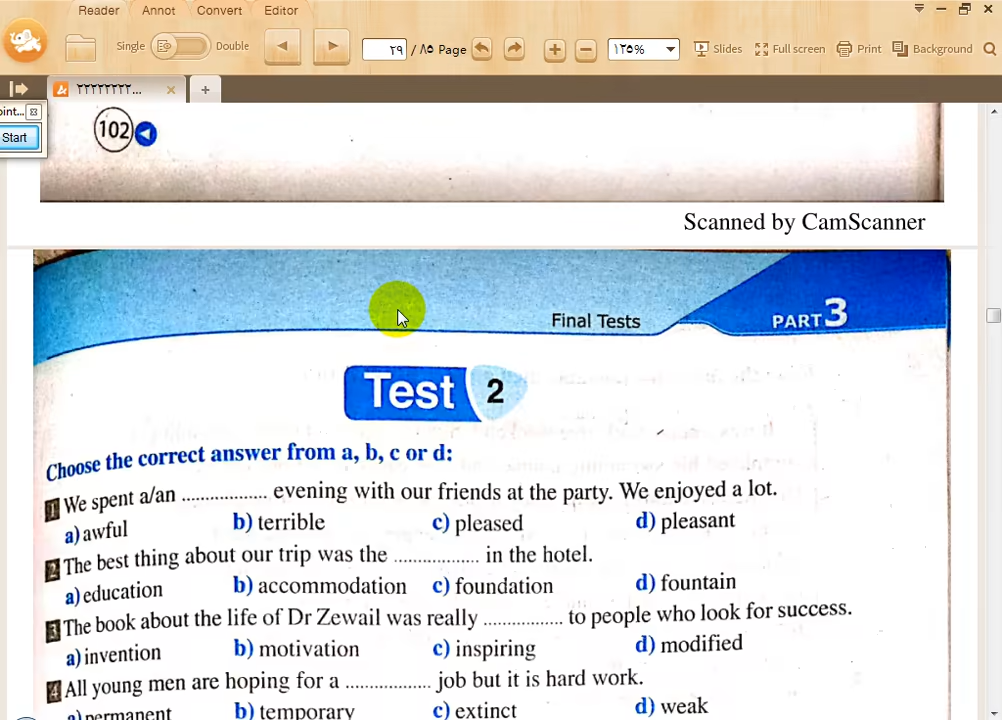 Reader Annot Convert Editor
Single Double ٢٩ / ٨٥ Page ١٢٥% Slides Full screen Print Background
٢٢٢٢٢٢٢٢... × +
oint...
Start
102
Scanned by CamScanner
Final Tests PART 3
Test 2
Choose the correct answer from a, b, c or d:
1 We spent a/an ................. evening with our friends at the party. We enjoyed a lot.
a) awful b) terrible c) pleased d) pleasant
2 The best thing about our trip was the ................ in the hotel.
a) education b) accommodation c) foundation d) fountain
3 The book about the life of Dr Zewail was really ............... to people who look for success.
a) invention b) motivation c) inspiring d) modified
4 All young men are hoping for a ................ job but it is hard work.
a) permanent b) temporary c) extinct d) weak